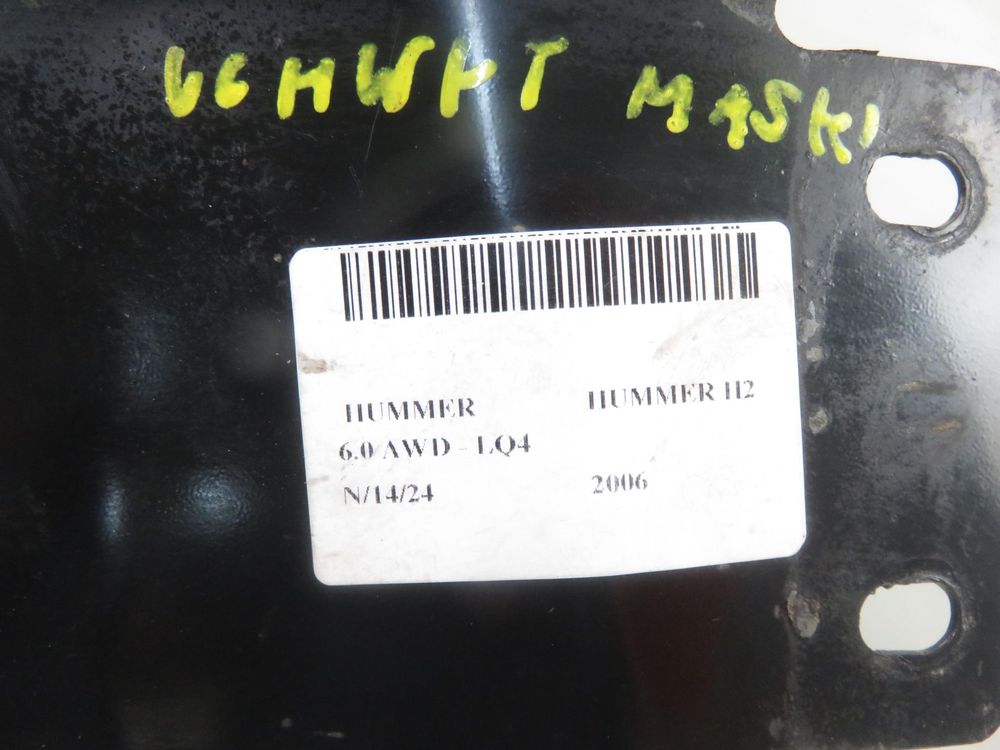 UCHWYT MASKI
HUMMER HUMMER H2
6.0 AWD - LQ4
N/14/24 2006